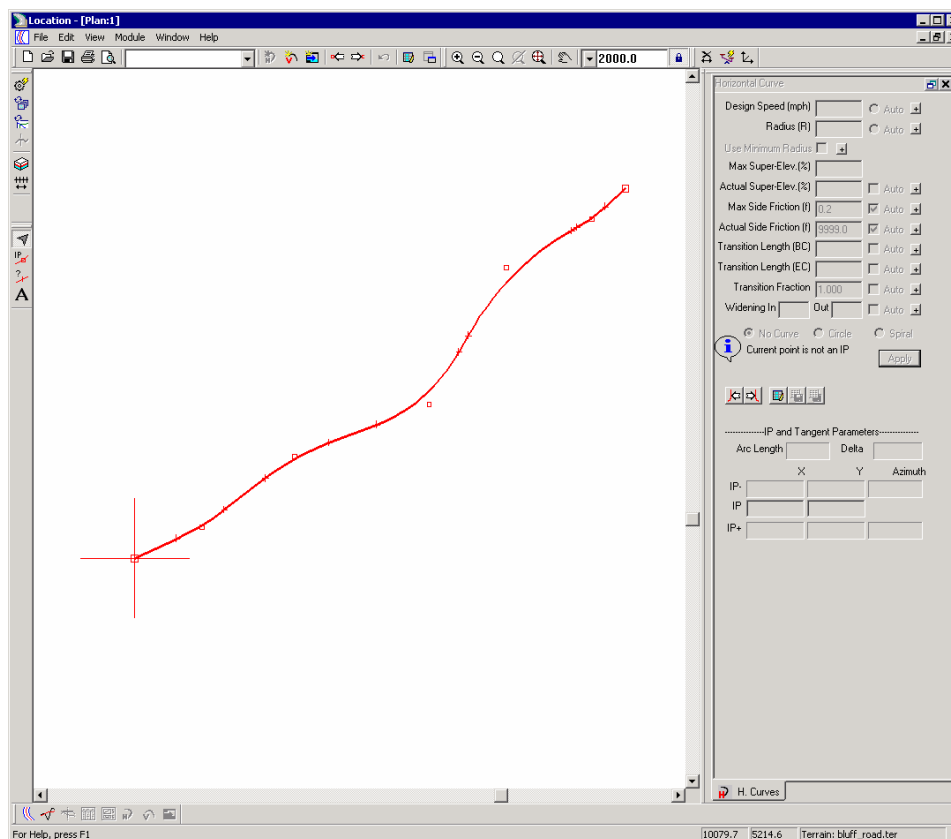 Location - [Plan:1]
File Edit View Module Window Help
2000.0
Horizontal Curve
Design Speed (mph) Auto +
Radius (R) Auto +
Use Minimum Radius +
Max Super-Elev.(%)
Actual Super-Elev.(%) Auto +
Max Side Friction (f) 0.2 Auto +
Actual Side Friction (f) 9999.0 Auto +
Transition Length (BC) Auto +
Transition Length (EC) Auto +
Transition Fraction 1.000 Auto +
Widening In Out Auto +
No Curve Circle Spiral
Current point is not an IP Apply
--------------IP and Tangent Parameters--------------
Arc Length Delta
X Y Azimuth
IP-
IP
IP+
IP
?
A
H. Curves
For Help, press F1
10079.7 5214.6 Terrain: bluff_road.ter